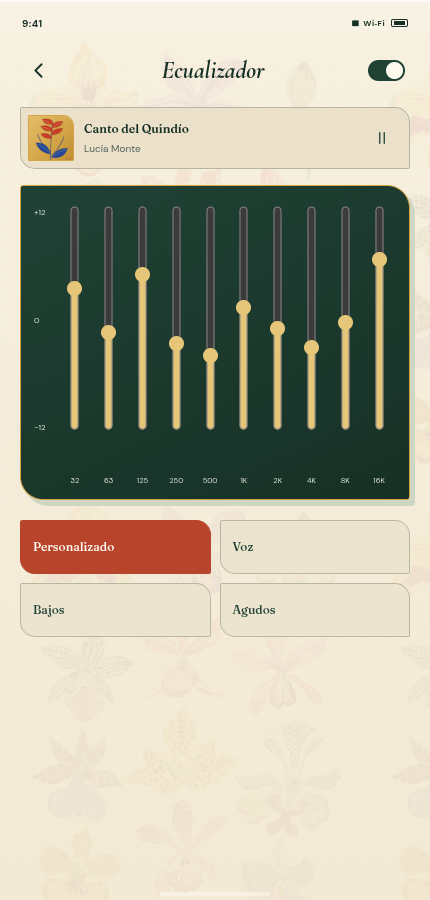 9:41
Wi-Fi
Ecualizador
Canto del Quindío
Lucía Monte
+12
0
−12
32 63 125 250 500 1K 2K 4K 8K 16K
Personalizado
Voz
Bajos
Agudos